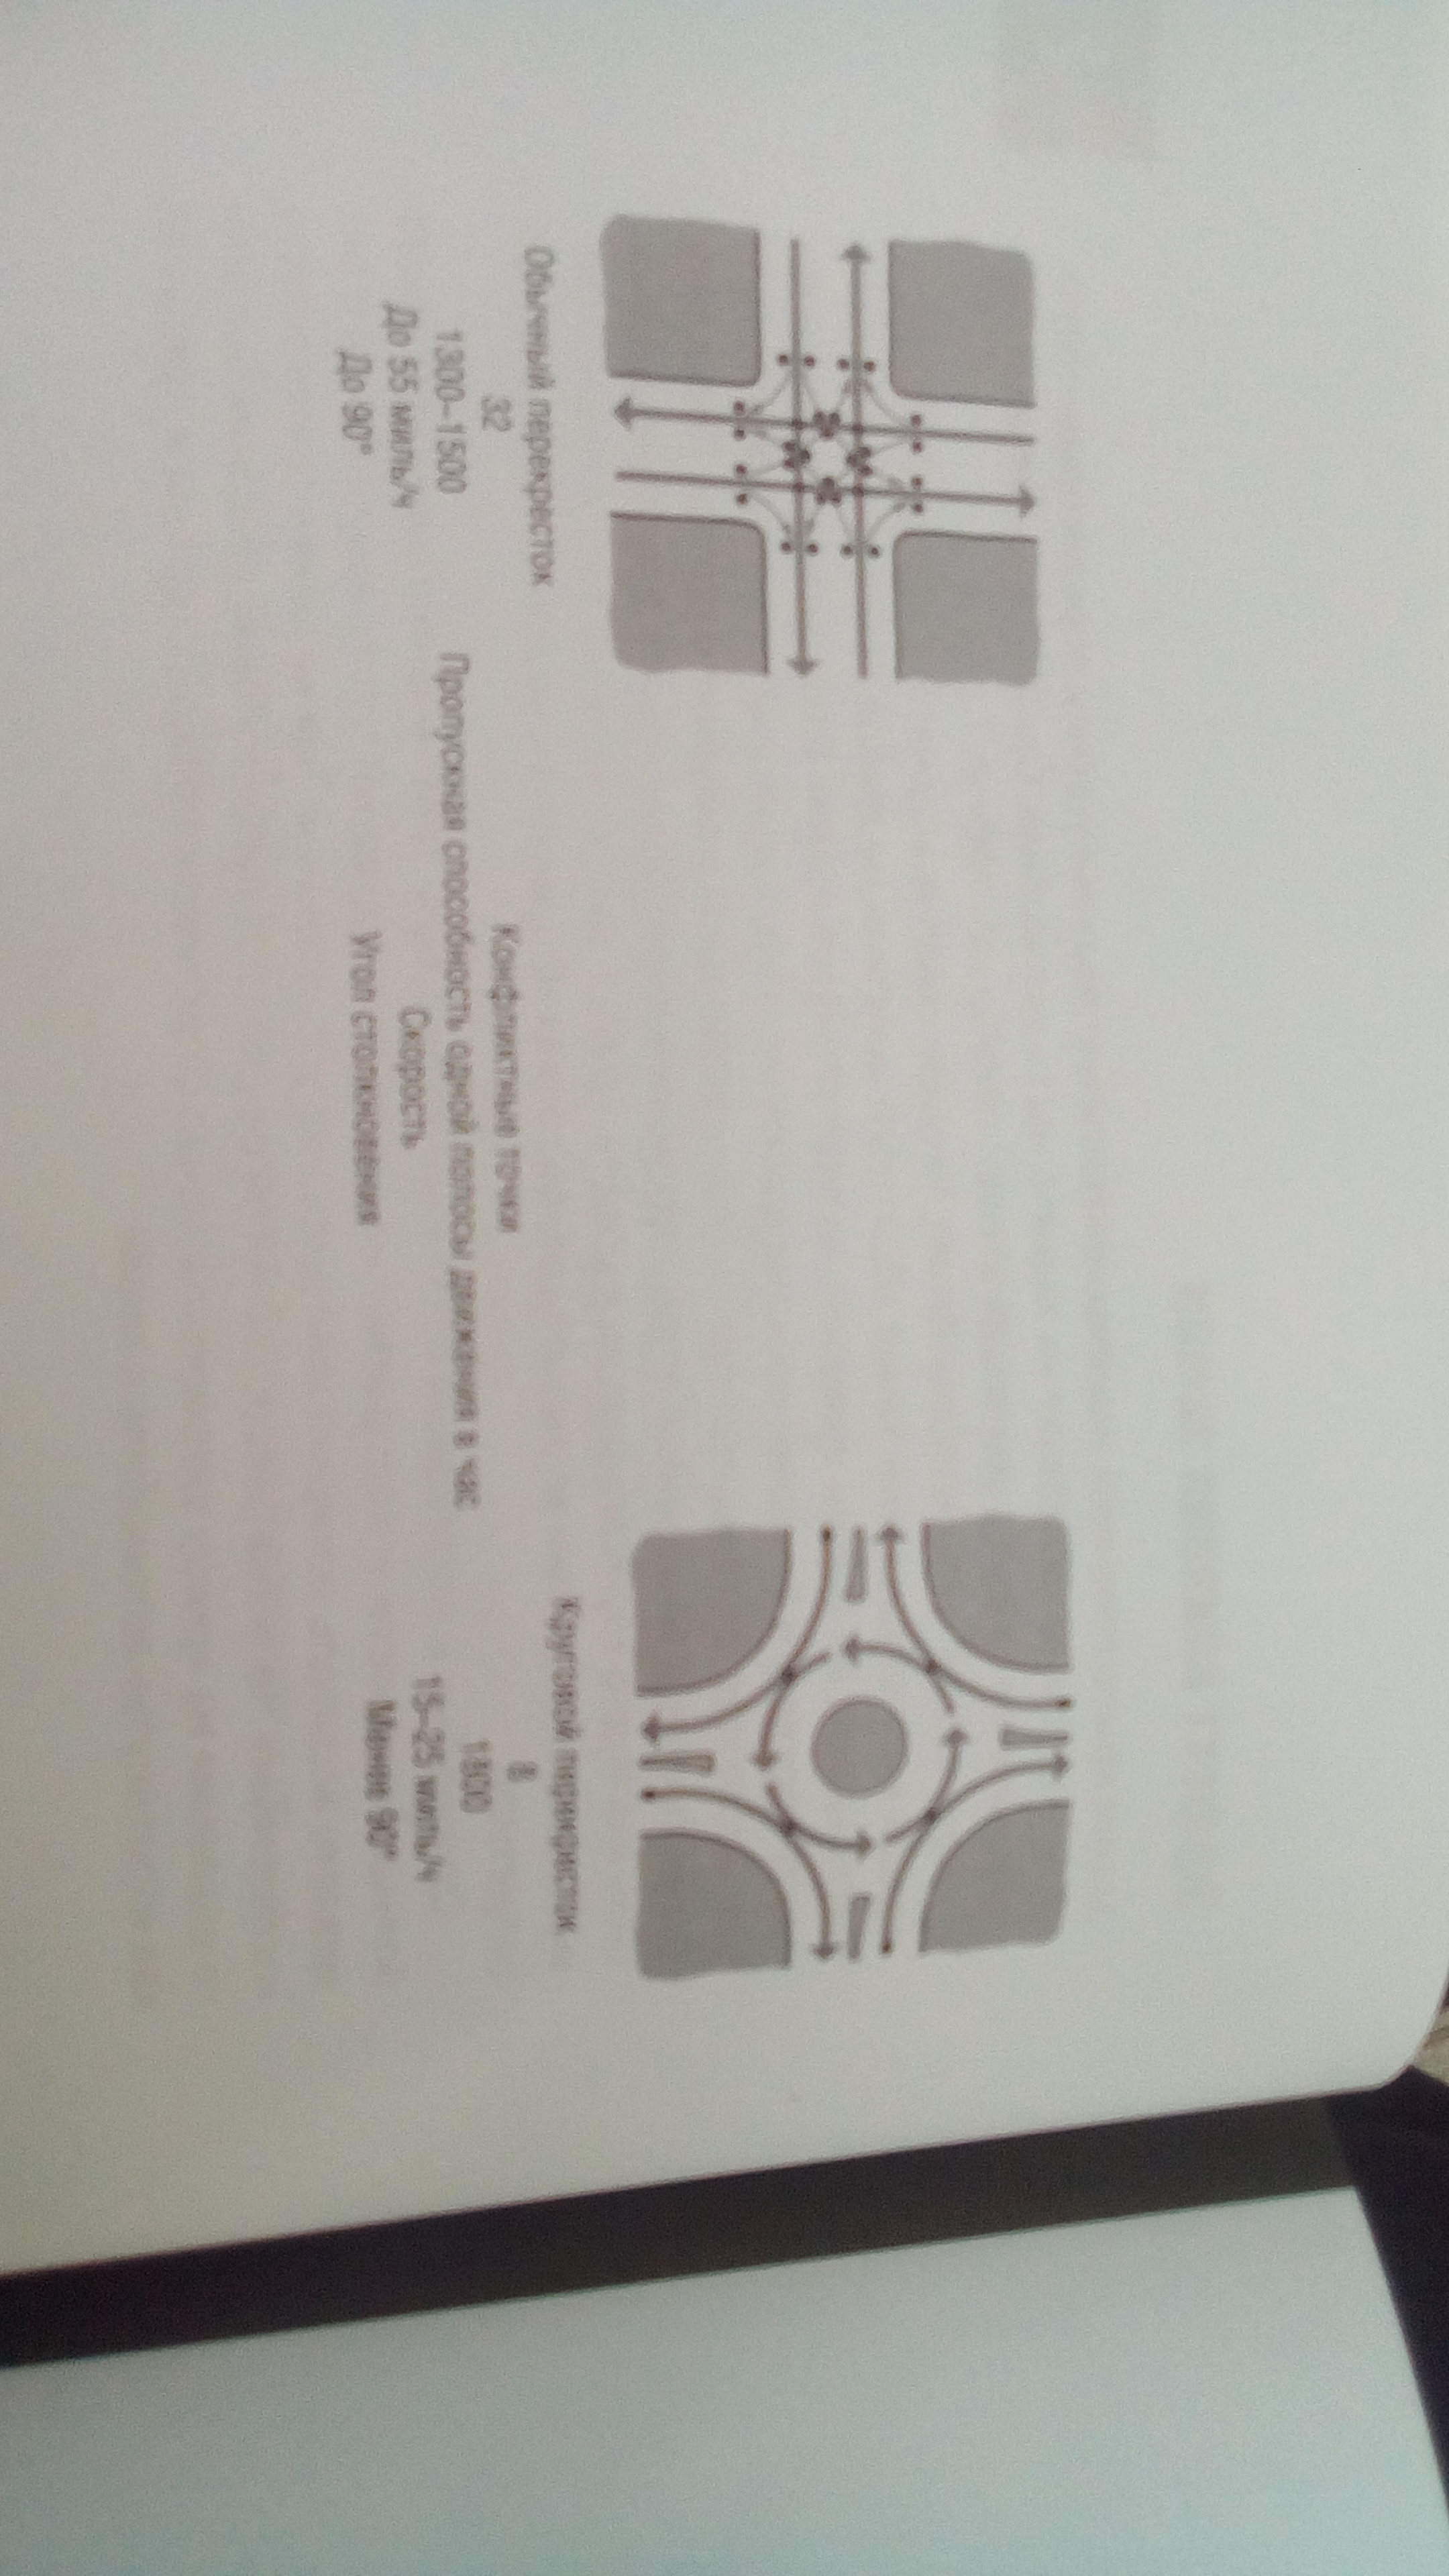 Обычный перекресток
32
1300–1500
До 55 миль/ч
До 90°
Конфликтные точки
Пропускная способность одной полосы движения в час
Скорость
Угол столкновения
Круговой перекресток
8
1800
15–25 миль/ч
Менее 90°